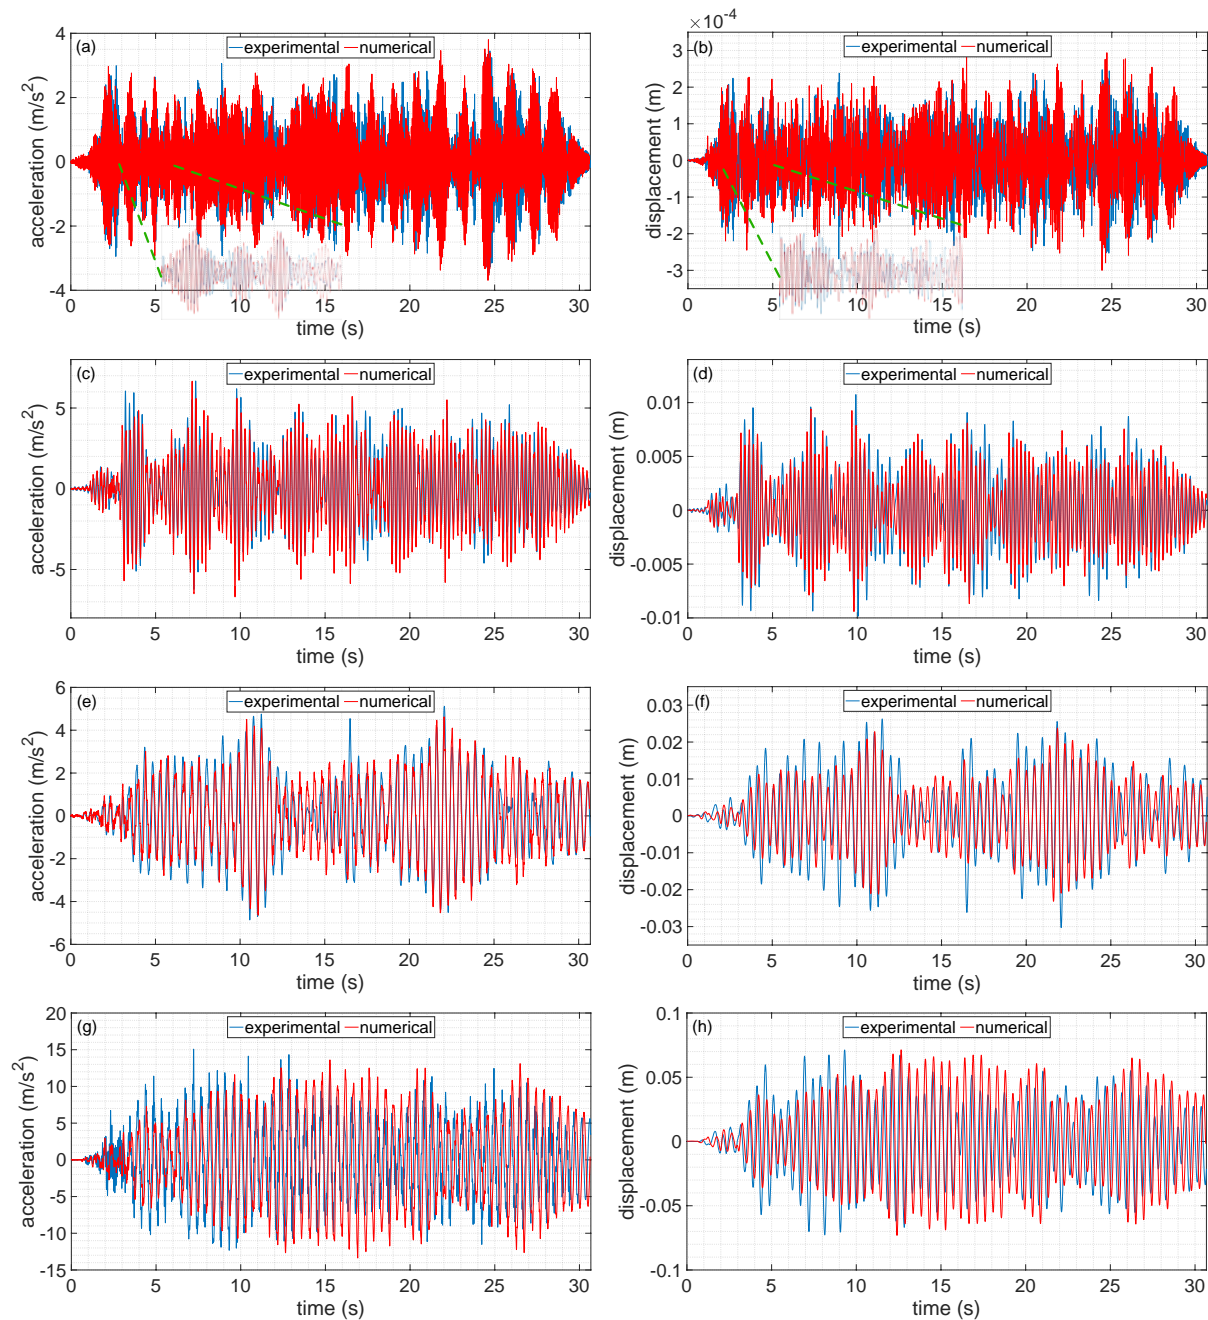 ×10⁻⁴
(a) experimental numerical
(b) experimental numerical
acceleration (m/s²)
4
2
0
-2
-4
0 5 10 15 20 25 30
time (s)
displacement (m)
3
2
1
0
-1
-2
-3
0 5 10 15 20 25 30
time (s)
(c) experimental numerical
acceleration (m/s²)
5
0
-5
0 5 10 15 20 25 30
time (s)
(d) experimental numerical
displacement (m)
0.01
0.005
0
-0.005
-0.01
0 5 10 15 20 25 30
time (s)
(e) experimental numerical
acceleration (m/s²)
6
4
2
0
-2
-4
-6
0 5 10 15 20 25 30
time (s)
(f) experimental numerical
displacement (m)
0.03
0.02
0.01
0
-0.01
-0.02
-0.03
0 5 10 15 20 25 30
time (s)
(g) experimental numerical
acceleration (m/s²)
20
15
10
5
0
-5
-10
-15
0 5 10 15 20 25 30
time (s)
(h) experimental numerical
displacement (m)
0.1
0.05
0
-0.05
-0.1
0 5 10 15 20 25 30
time (s)